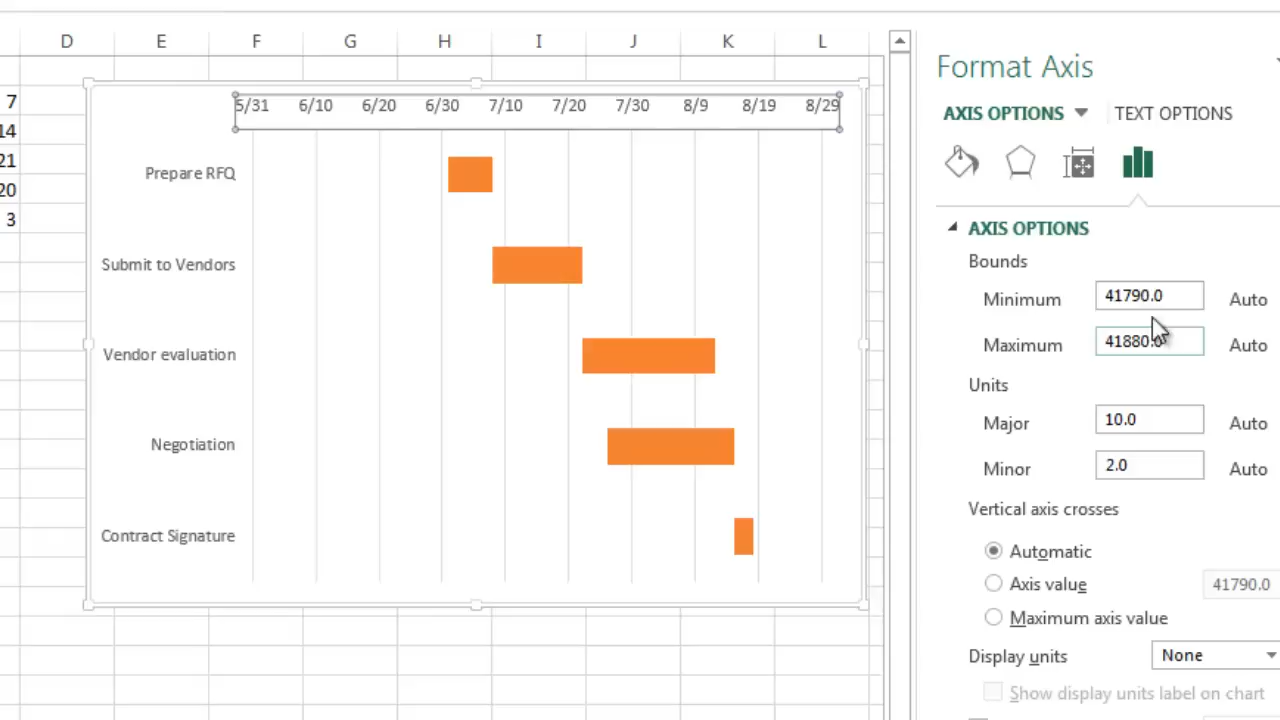 D E F G H I J K L
7
14
21
20
3
5/31 6/10 6/20 6/30 7/10 7/20 7/30 8/9 8/19 8/29
Prepare RFQ
Submit to Vendors
Vendor evaluation
Negotiation
Contract Signature
Format Axis
AXIS OPTIONS TEXT OPTIONS
AXIS OPTIONS
Bounds
Minimum 41790.0 Auto
Maximum 41880.0 Auto
Units
Major 10.0 Auto
Minor 2.0 Auto
Vertical axis crosses
Automatic
Axis value 41790.0
Maximum axis value
Display units None
Show display units label on chart